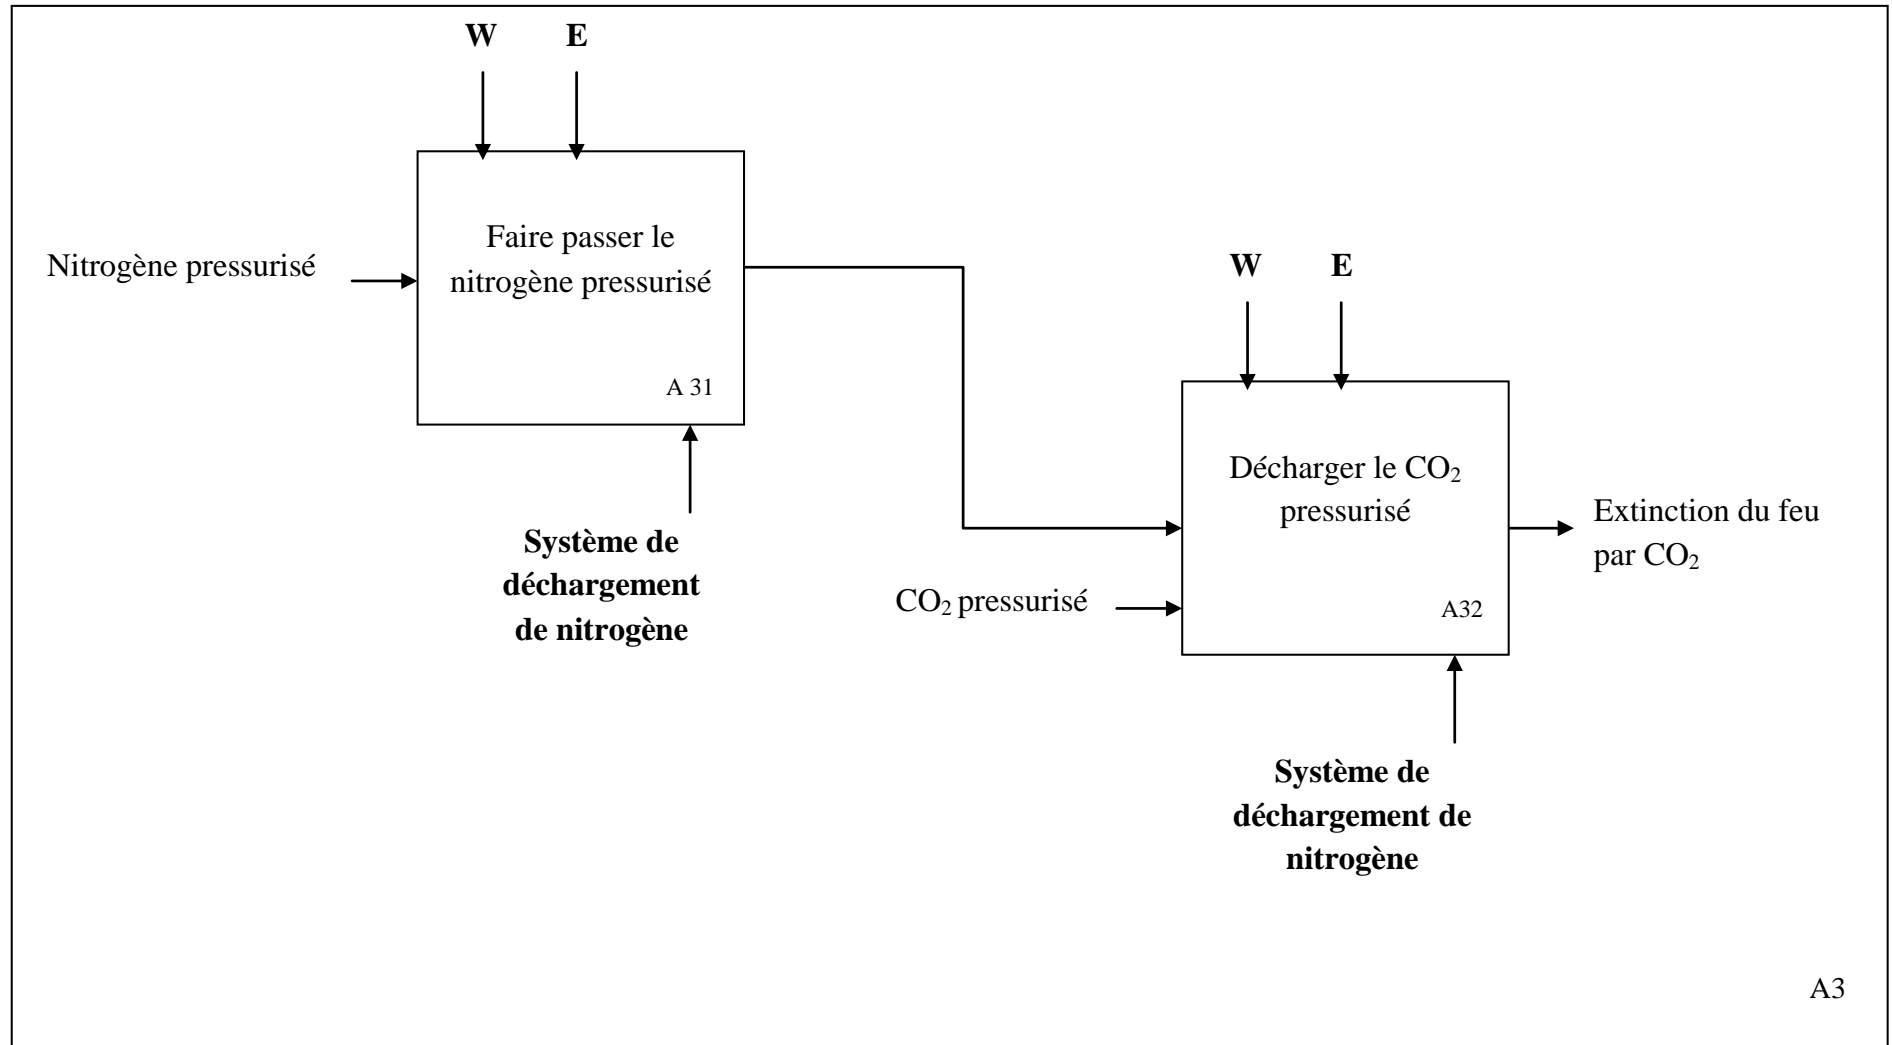 W E
Faire passer le
nitrogène pressurisé
Nitrogène pressurisé
A 31
Système de
déchargement
de nitrogène
W E
Décharger le CO₂
pressurisé
Extinction du feu
par CO₂
CO₂ pressurisé
A32
Système de
déchargement de
nitrogène
A3